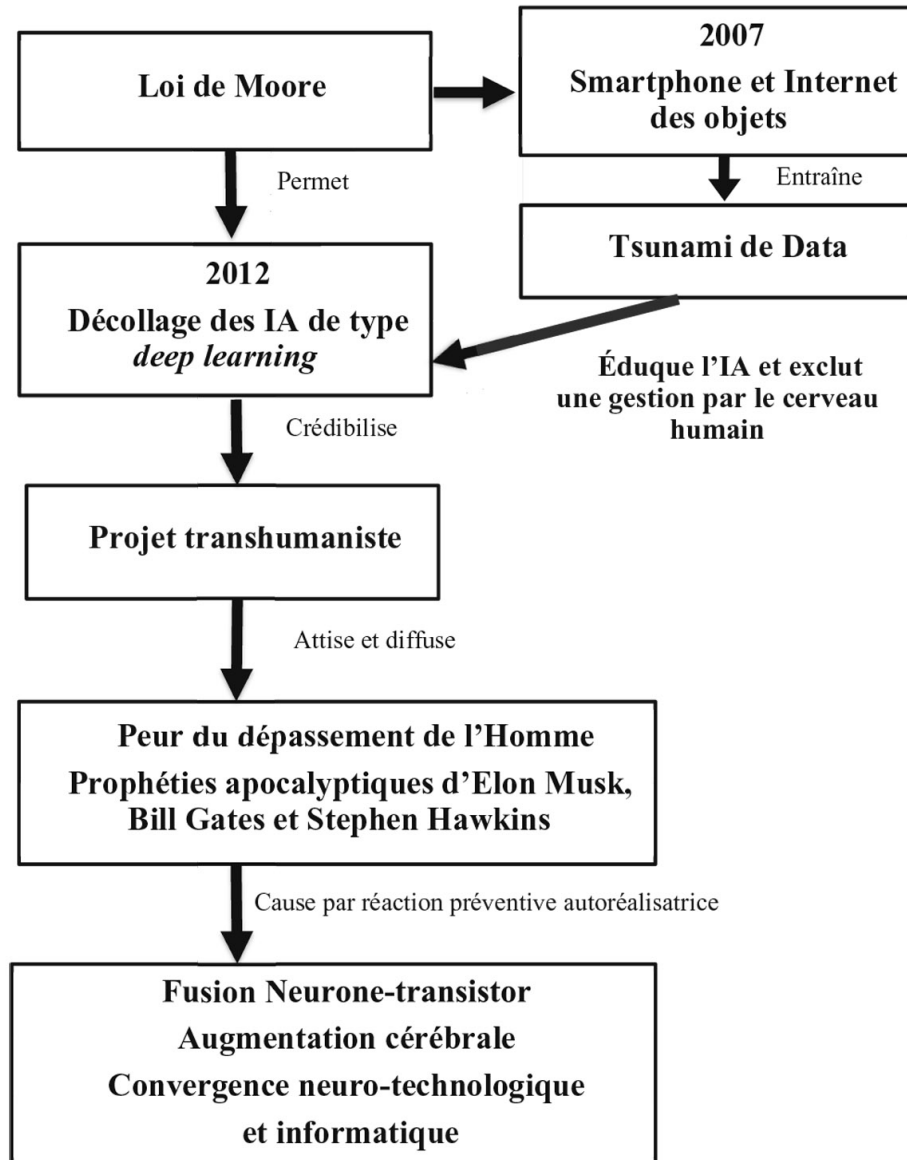 Loi de Moore
2007
Smartphone et Internet
des objets
Permet
Entraîne
Tsunami de Data
2012
Décollage des IA de type
deep learning
Éduque l’IA et exclut
une gestion par le cerveau
humain
Crédibilise
Projet transhumaniste
Attise et diffuse
Peur du dépassement de l’Homme
Prophéties apocalyptiques d’Elon Musk,
Bill Gates et Stephen Hawkins
Cause par réaction préventive autoréalisatrice
Fusion Neurone-transistor
Augmentation cérébrale
Convergence neuro-technologique
et informatique